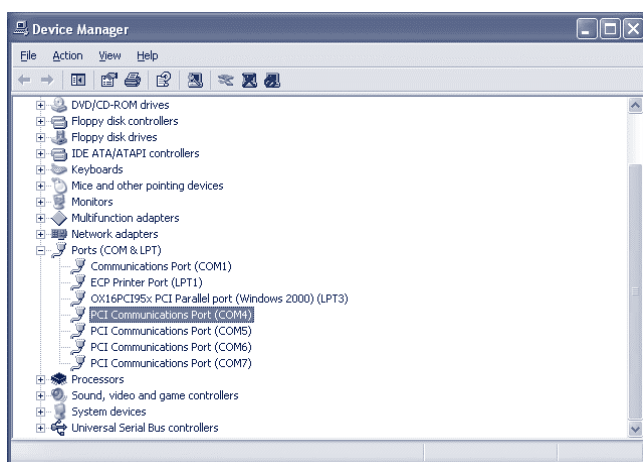 Device Manager
File Action View Help
DVD/CD-ROM drives
Floppy disk controllers
Floppy disk drives
IDE ATA/ATAPI controllers
Keyboards
Mice and other pointing devices
Monitors
Multifunction adapters
Network adapters
Ports (COM & LPT)
Communications Port (COM1)
ECP Printer Port (LPT1)
OX16PCI95x PCI Parallel port (Windows 2000) (LPT3)
PCI Communications Port (COM4)
PCI Communications Port (COM5)
PCI Communications Port (COM6)
PCI Communications Port (COM7)
Processors
Sound, video and game controllers
System devices
Universal Serial Bus controllers